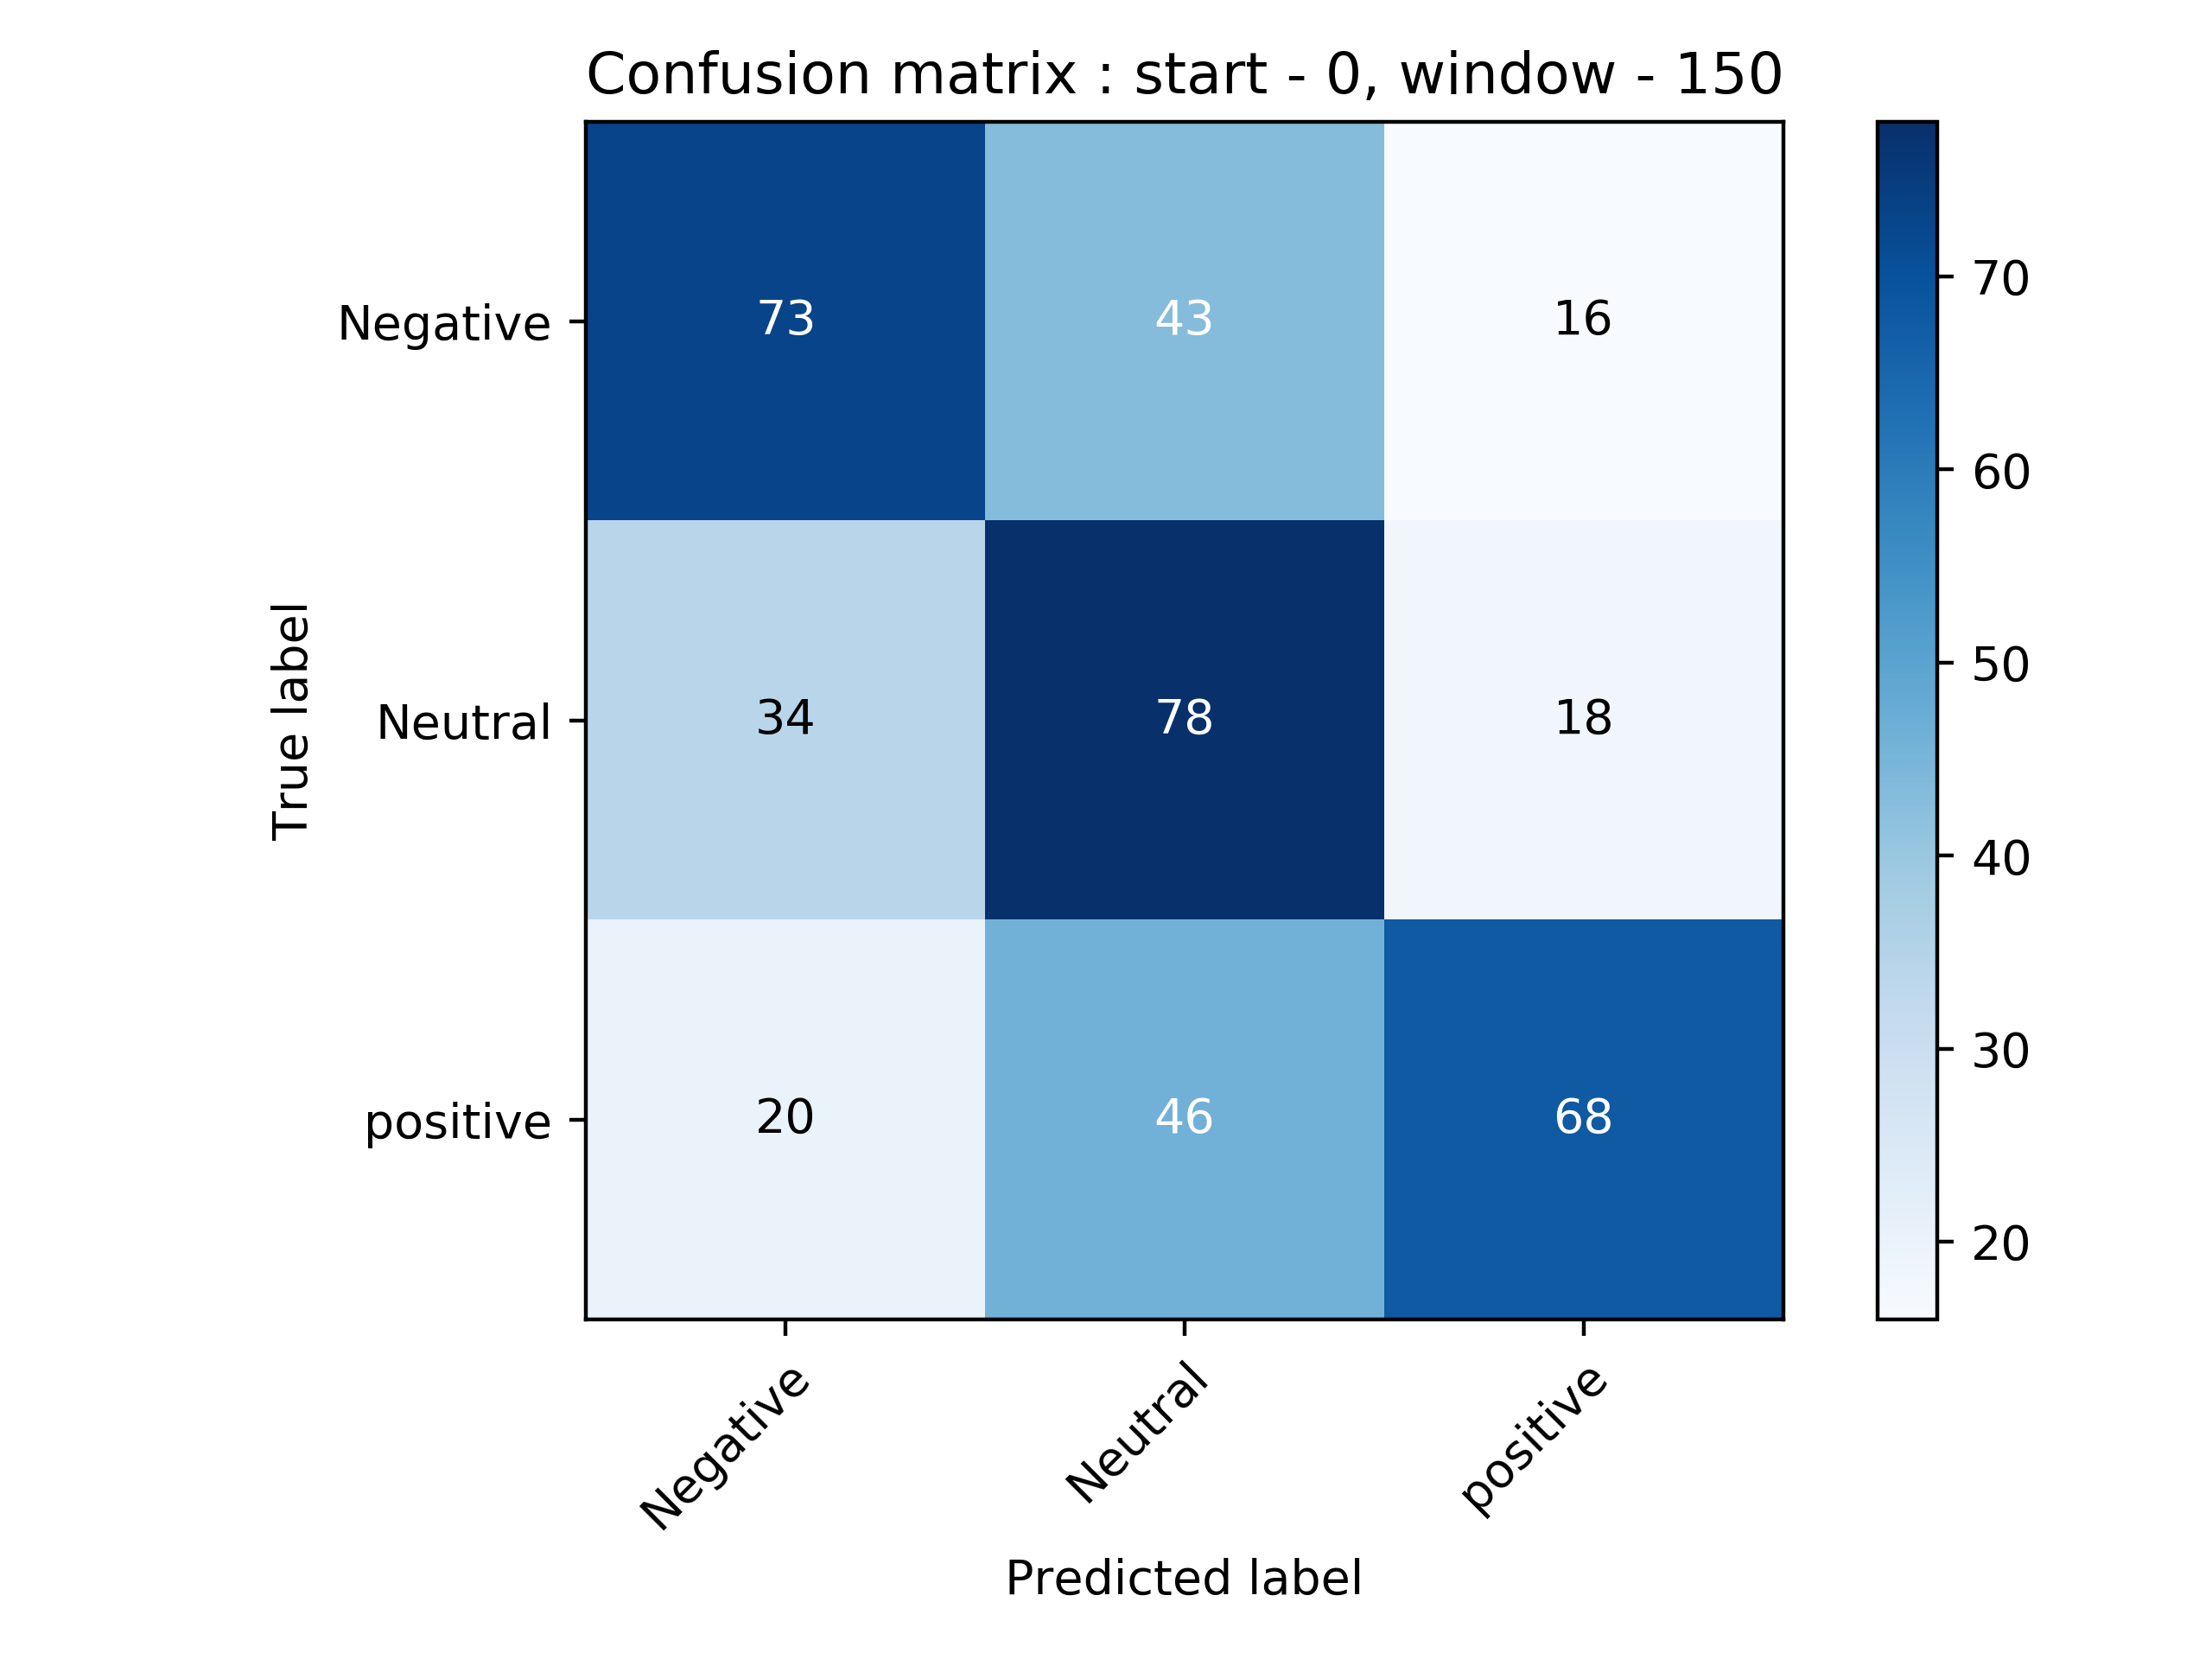 Confusion matrix : start - 0, window - 150
Negative 73 43 16
Neutral 34 78 18
positive 20 46 68
True label
Negative Neutral positive
Predicted label
70
60
50
40
30
20